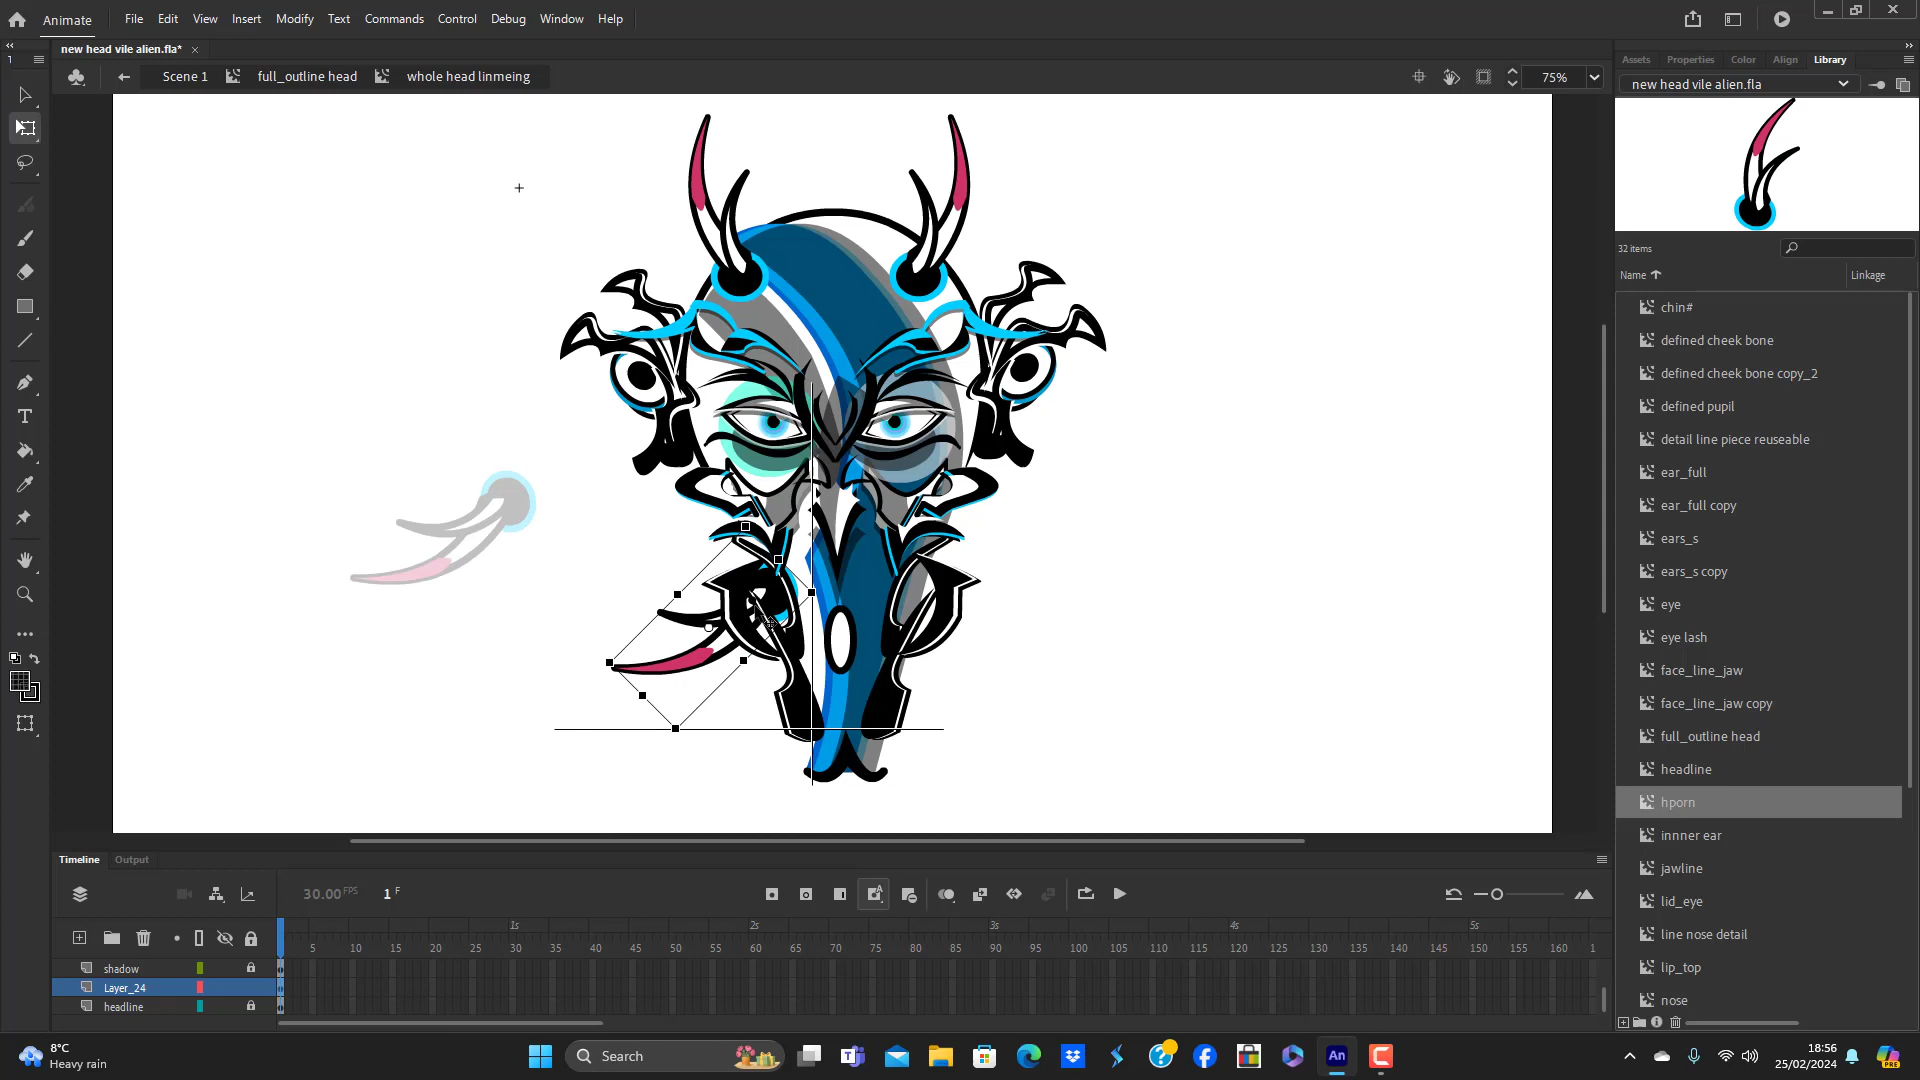 Animate File Edit View Insert Modify Text Commands Control Debug Window Help
new head vile alien.fla*
Assets Properties Color Align Library
Scene 1 full_outline head whole head linmeing 75%
new head vile alien.fla
32 items
Name Linkage
chin#
defined cheek bone
defined cheek bone copy_2
defined pupil
detail line piece reuseable
ear_full
ear_full copy
ears_s
ears_s copy
eye
eye lash
face_line_jaw
face_line_jaw copy
full_outline head
headline
hporn
innner ear
jawline
lid_eye
line nose detail
lip_top
nose
Timeline Output
30.00 FPS 1 F
1s 2s 3s 4s 5s
5 10 15 20 25 30 35 40 45 50 55 60 65 70 75 80 85 90 95 100 105 110 115 120 125 130 135 140 145 150 155 160 1
shadow
Layer_24
headline
8°C
Heavy rain
Search
An
18:56
25/02/2024
PRE